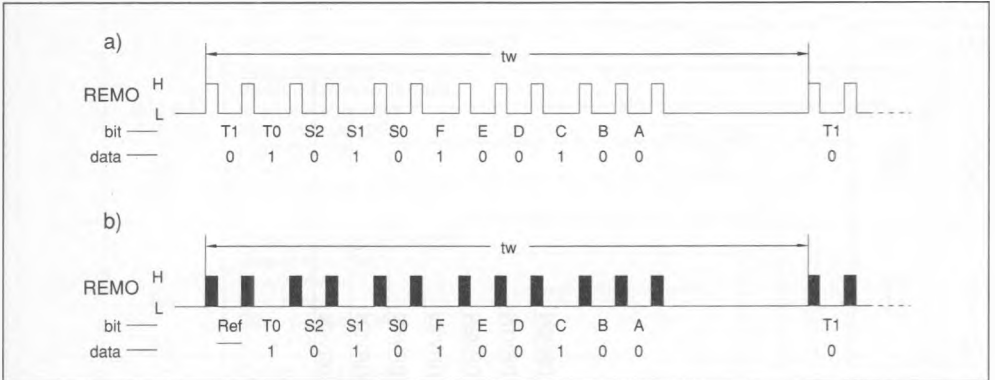 a)
tw
H
REMO
L
bit — T1 T0 S2 S1 S0 F E D C B A T1
data — 0 1 0 1 0 1 0 0 1 0 0 0
b)
tw
H
REMO
L
bit — Ref T0 S2 S1 S0 F E D C B A T1
data — 1 0 1 0 1 0 0 1 0 0 0